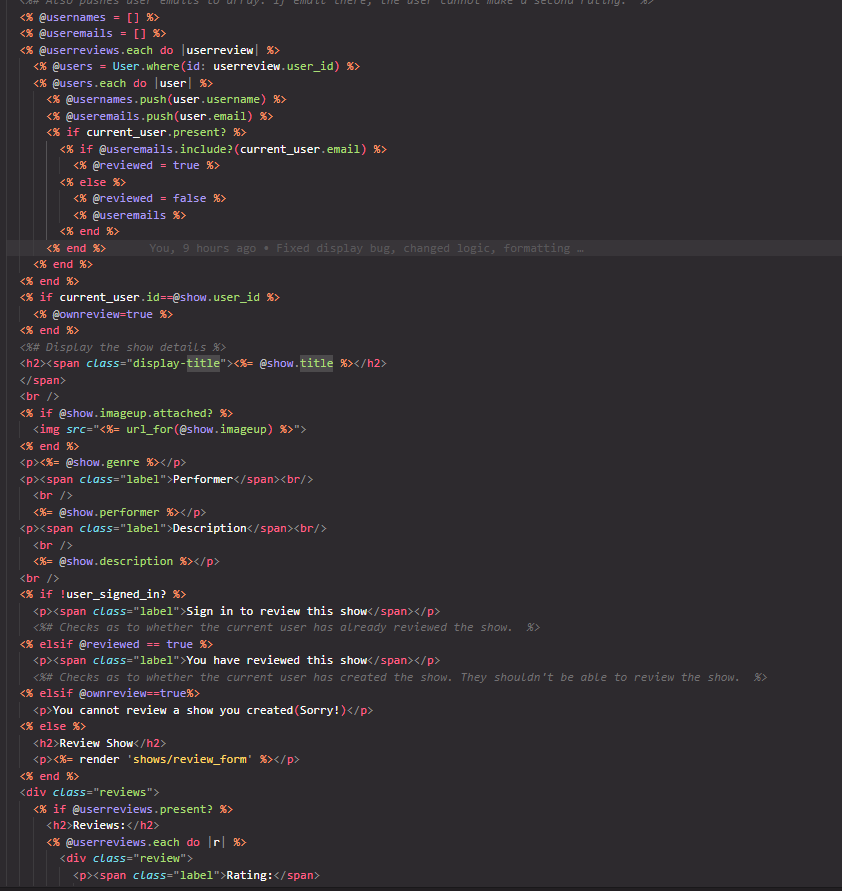 <%## Also pushes user emails to array. If email there, the user cannot make a second rating.  %>
<% @usernames = [] %>
<% @useremails = [] %>
<% @userreviews.each do |userreview| %>
<% @users = User.where(id: userreview.user_id) %>
<% @users.each do |user| %>
<% @usernames.push(user.username) %>
<% @useremails.push(user.email) %>
<% if current_user.present? %>
<% if @useremails.include?(current_user.email) %>
<% @reviewed = true %>
<% else %>
<% @reviewed = false %>
<% @useremails %>
<% end %>
<% end %> You, 9 hours ago • Fixed display bug, changed logic, formatting …
<% end %>
<% end %>
<% if current_user.id==@show.user_id %>
<% @ownreview=true %>
<% end %>
<%# Display the show details %>
<h2><span class="display-title"><%= @show.title %></h2>
</span>
<br />
<% if @show.imageup.attached? %>
<img src="<%= url_for(@show.imageup) %>">
<% end %>
<p><%= @show.genre %></p>
<p><span class="label">Performer</span><br/>
<br />
<%= @show.performer %></p>
<p><span class="label">Description</span><br/>
<br />
<%= @show.description %></p>
<br />
<% if !user_signed_in? %>
<p><span class="label">Sign in to review this show</span></p>
<%## Checks as to whether the current user has already reviewed the show.  %>
<% elsif @reviewed == true %>
<p><span class="label">You have reviewed this show</span></p>
<%## Checks as to whether the current user has created the show. They shouldn't be able to review the show.  %>
<% elsif @ownreview==true%>
<p>You cannot review a show you created(Sorry!)</p>
<% else %>
<h2>Review Show</h2>
<p><%= render 'shows/review_form' %></p>
<% end %>
<div class="reviews">
<% if @userreviews.present? %>
<h2>Reviews:</h2>
<% @userreviews.each do |r| %>
<div class="review">
<p><span class="label">Rating:</span>